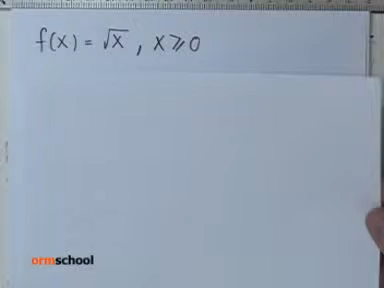 f(x) = √x , x ⩾ 0
ormschool